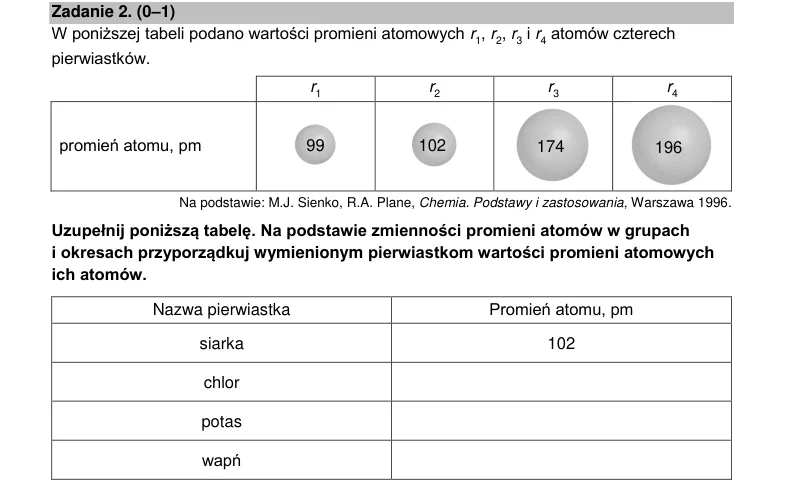 Zadanie 2. (0–1)
W poniższej tabeli podano wartości promieni atomowych r₁, r₂, r₃ i r₄ atomów czterech
pierwiastków.
r₁ r₂ r₃ r₄
promień atomu, pm 99 102 174 196
Na podstawie: M.J. Sienko, R.A. Plane, Chemia. Podstawy i zastosowania, Warszawa 1996.
Uzupełnij poniższą tabelę. Na podstawie zmienności promieni atomów w grupach
i okresach przyporządkuj wymienionym pierwiastkom wartości promieni atomowych
ich atomów.
Nazwa pierwiastka Promień atomu, pm
siarka 102
chlor
potas
wapń